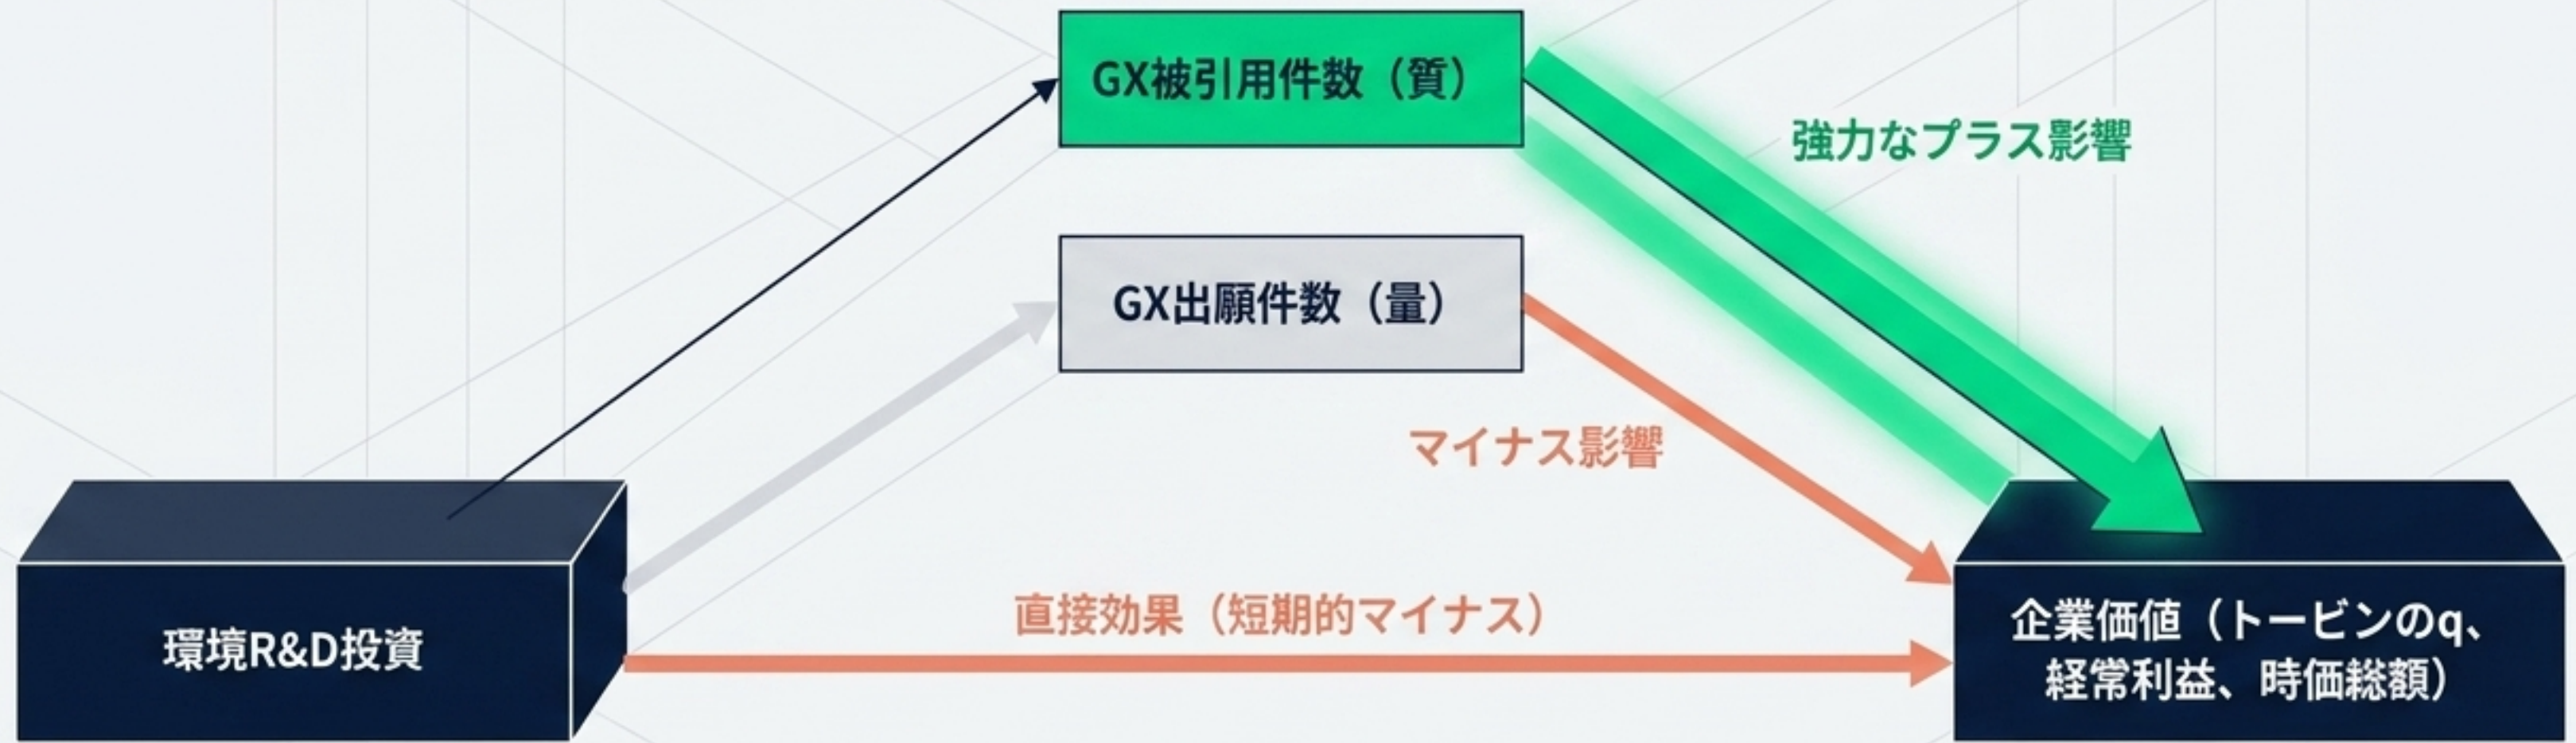 GX被引用件数（質）
強力なプラス影響
GX出願件数（量）
マイナス影響
直接効果（短期的マイナス）
環境R&D投資
企業価値（トービンのq、
経常利益、時価総額）